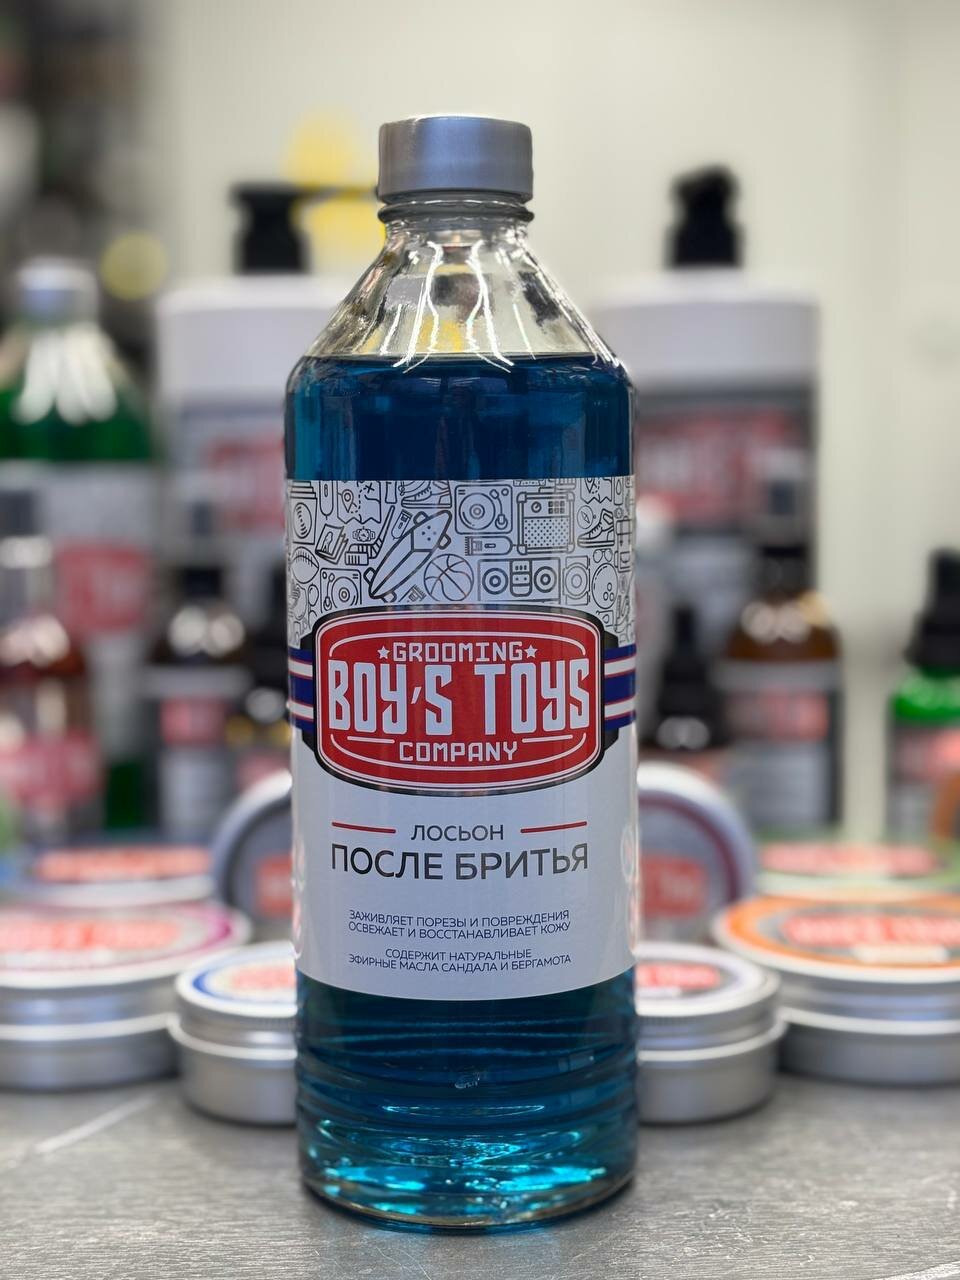 GROOMING
BOY'S TOYS
COMPANY
ЛОСЬОН
ПОСЛЕ БРИТЬЯ
ЗАЖИВЛЯЕТ ПОРЕЗЫ И ПОВРЕЖДЕНИЯ
ОСВЕЖАЕТ И ВОССТАНАВЛИВАЕТ КОЖУ
СОДЕРЖИТ НАТУРАЛЬНЫЕ
ЭФИРНЫЕ МАСЛА САНДАЛА И БЕРГАМОТА